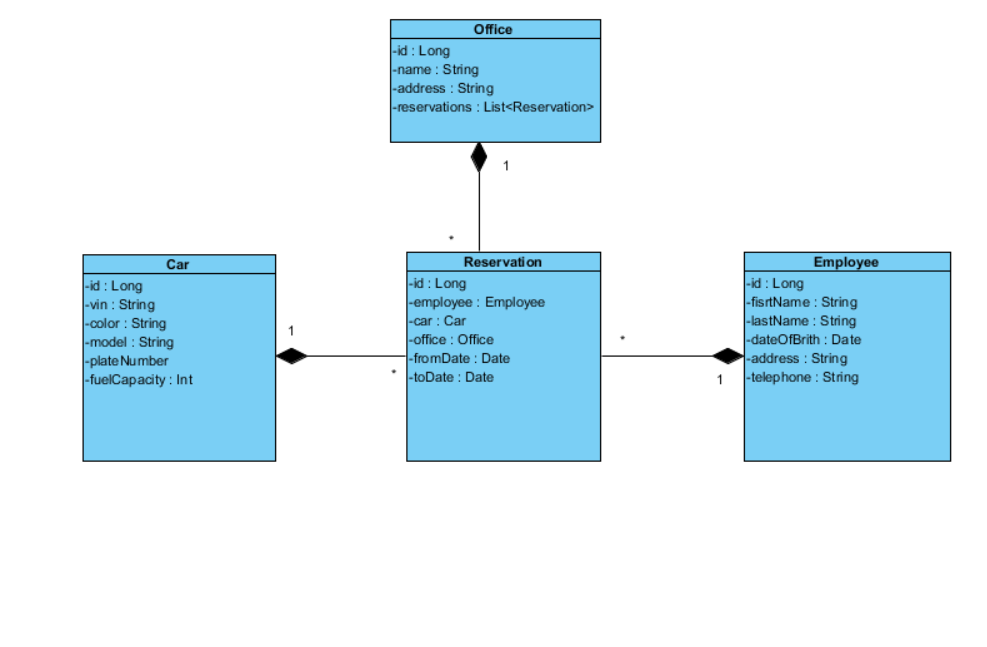 Office
-id : Long
-name : String
-address : String
-reservations : List<Reservation>
1
*
Car
-id : Long
-vin : String
-color : String
-model : String
-plateNumber
-fuelCapacity : Int
1
*
Reservation
-id : Long
-employee : Employee
-car : Car
-office : Office
-fromDate : Date
-toDate : Date
*
1
Employee
-id : Long
-fisrtName : String
-lastName : String
-dateOfBrith : Date
-address : String
-telephone : String